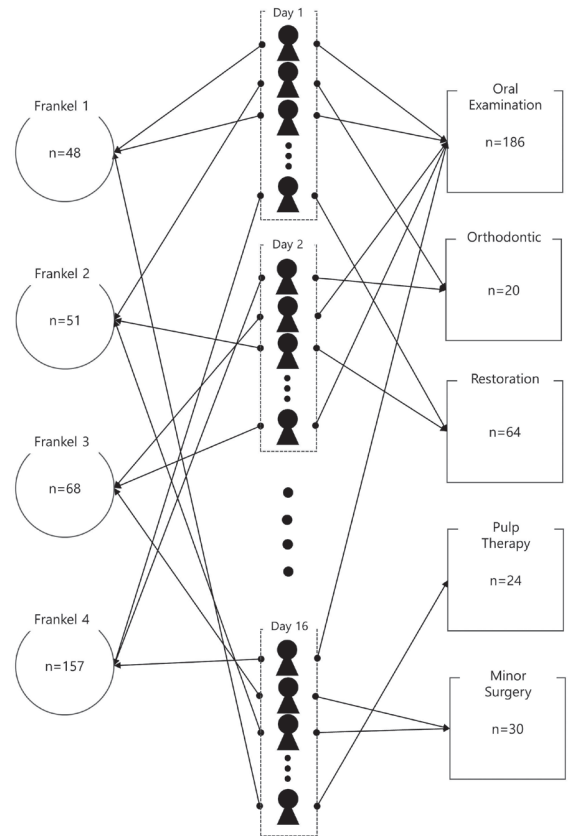 Day 1
Frankel 1
n=48
Frankel 2
n=51
Frankel 3
n=68
Frankel 4
n=157
Day 2
Day 16
Oral
Examination
n=186
Orthodontic
n=20
Restoration
n=64
Pulp
Therapy
n=24
Minor
Surgery
n=30